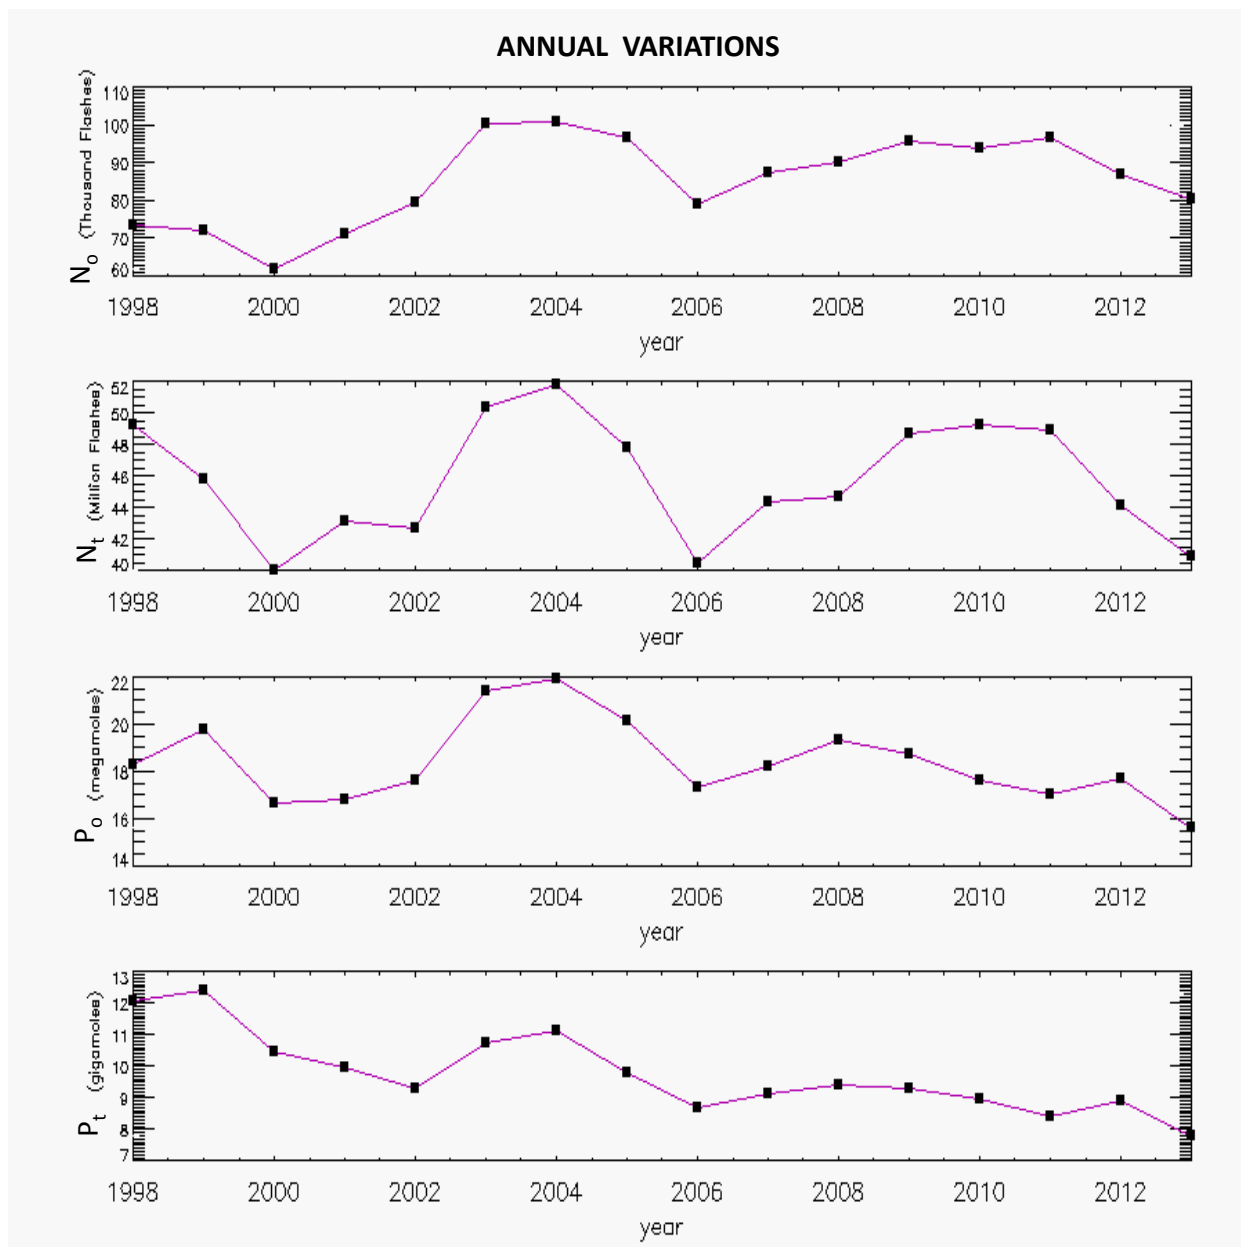 ANNUAL VARIATIONS
No (Thousand Flashes)
110
100
90
80
70
60
1998 2000 2002 2004 2006 2008 2010 2012
year
Nt (Million Flashes)
52
50
48
46
44
42
40
1998 2000 2002 2004 2006 2008 2010 2012
year
Po (megamoles)
22
20
18
16
14
1998 2000 2002 2004 2006 2008 2010 2012
year
Pt (gigamoles)
13
12
11
10
9
8
7
1998 2000 2002 2004 2006 2008 2010 2012
year